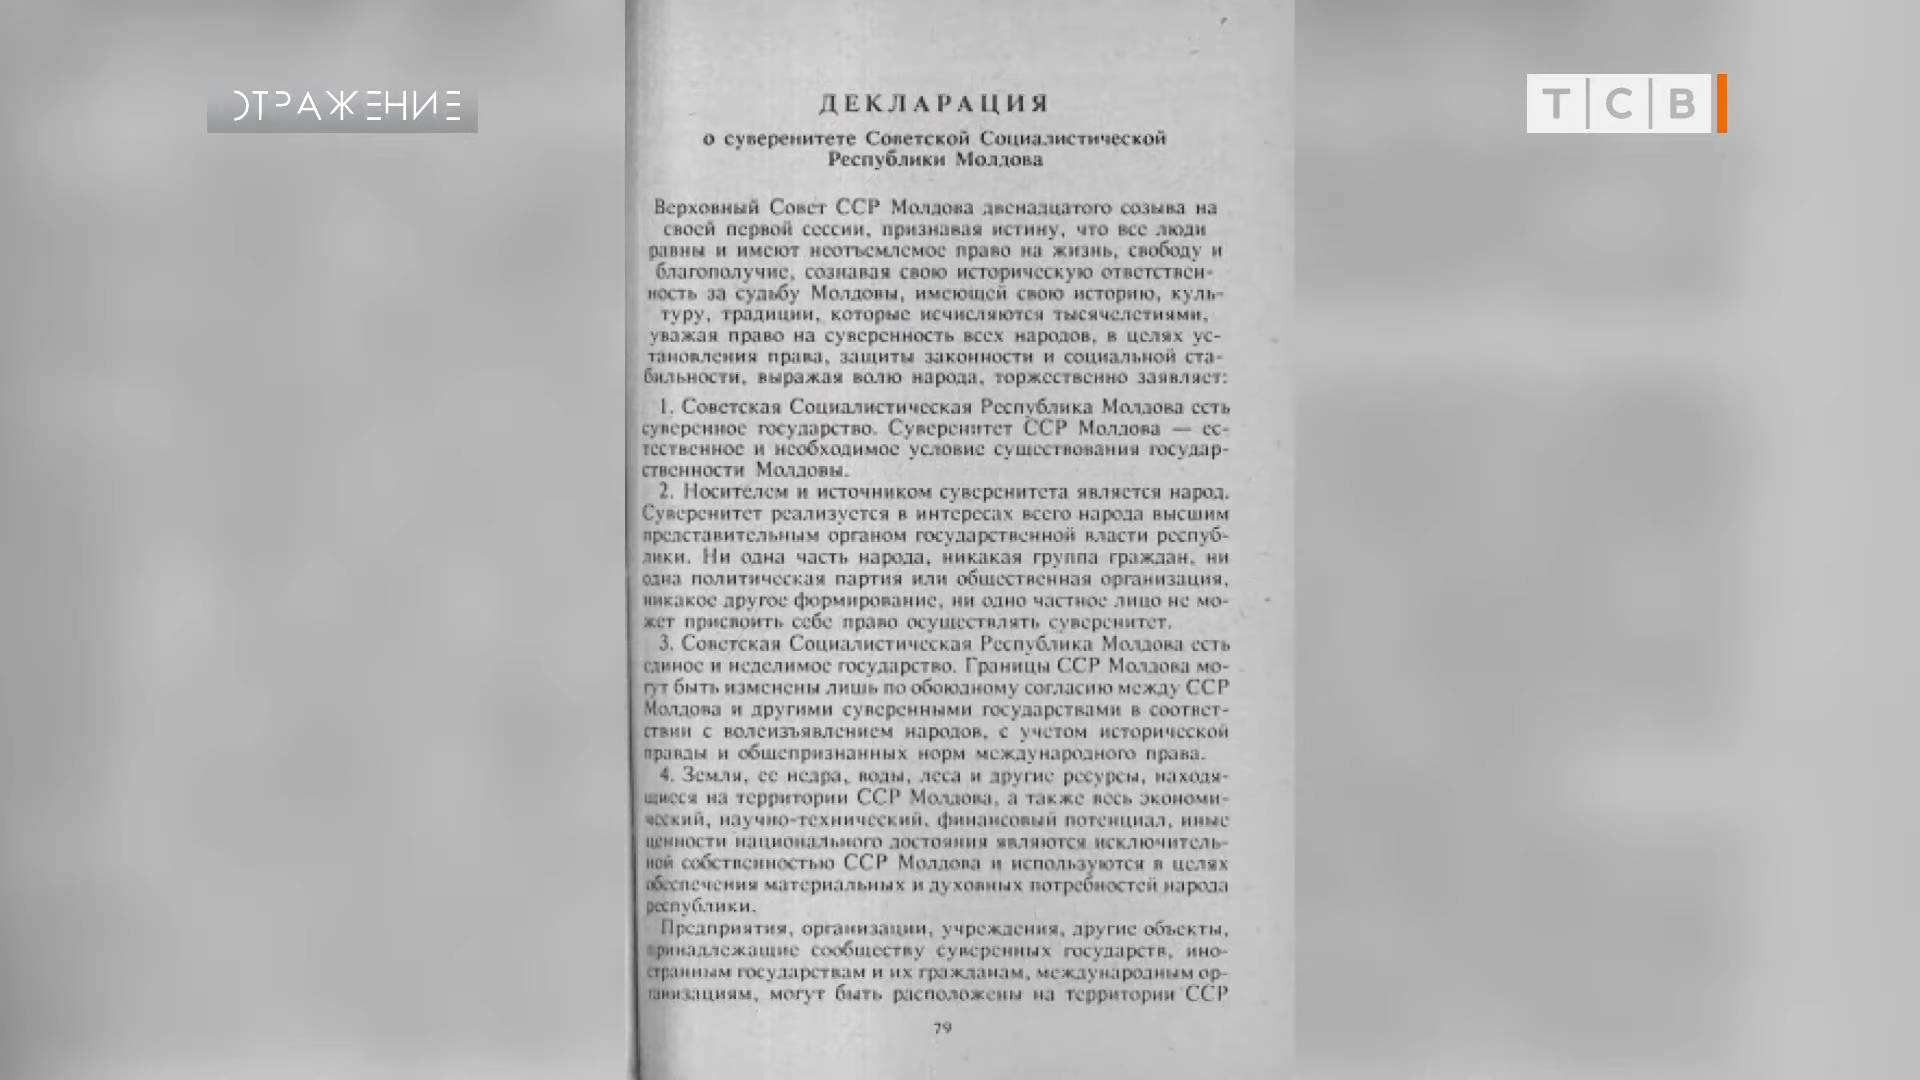 ОТРАЖЕНИЕ
Т С В
ДЕКЛАРАЦИЯ
о суверенитете Советской Социалистической
Республики Молдова
Верховный Совет ССР Молдова двенадцатого созыва на
своей первой сессии, признавая истину, что все люди
равны и имеют неотъемлемое право на жизнь, свободу и
благополучие, сознавая свою историческую ответствен-
ность за судьбу Молдовы, имеющей свою историю, куль-
туру, традиции, которые исчисляются тысячелетиями,
уважая право на суверенность всех народов, в целях ус-
тановления права, защиты законности и социальной ста-
бильности, выражая волю народа, торжественно заявляет:
1. Советская Социалистическая Республика Молдова есть
суверенное государство. Суверенитет ССР Молдова — ес-
тественное и необходимое условие существования государ-
ственности Молдовы.
2. Носителем и источником суверенитета является народ.
Суверенитет реализуется в интересах всего народа высшим
представительным органом государственной власти респуб-
лики. Ни одна часть народа, никакая группа граждан, ни
одна политическая партия или общественная организация,
никакое другое формирование, ни одно частное лицо не мо-
жет присвоить себе право осуществлять суверенитет.
3. Советская Социалистическая Республика Молдова есть
единое и неделимое государство. Границы ССР Молдова мо-
гут быть изменены лишь по обоюдному согласию между ССР
Молдова и другими суверенными государствами в соответ-
ствии с волеизъявлением народов, с учетом исторической
правды и общепризнанных норм международного права.
4. Земля, ее недра, воды, леса и другие ресурсы, находя-
щиеся на территории ССР Молдова, а также весь экономи-
ческий, научно-технический, финансовый потенциал, иные
ценности национального достояния являются исключитель-
ной собственностью ССР Молдова и используются в целях
обеспечения материальных и духовных потребностей народа
республики.
Предприятия, организации, учреждения, другие объекты,
принадлежащие сообществу суверенных государств, ино-
странным государствам и их гражданам, международным ор-
ганизациям, могут быть расположены на территории ССР
79